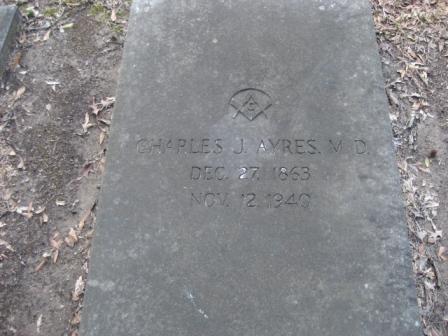 CHARLES J. AYRES. M.D.
DEC. 27, 1863
NOV. 12, 1940